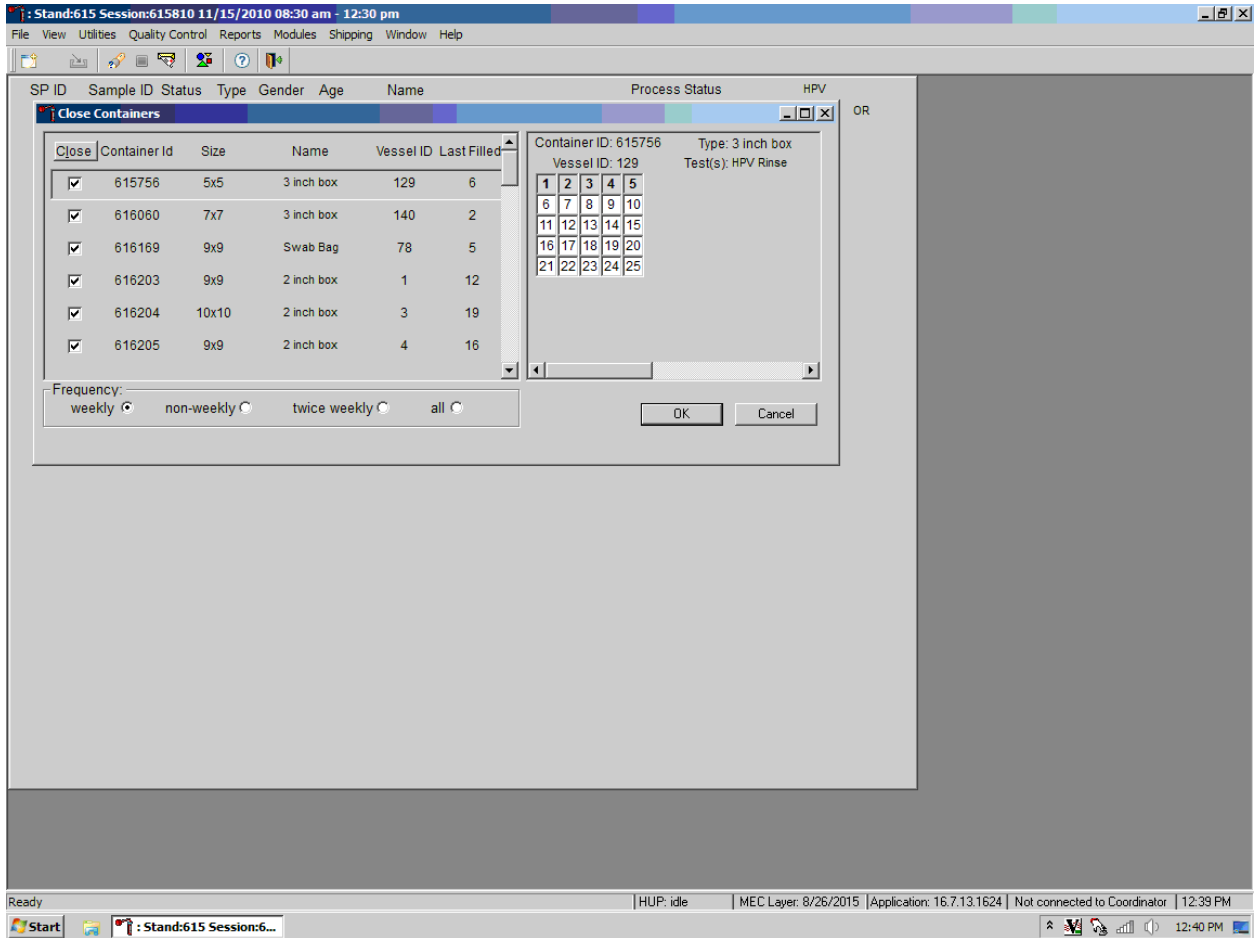 : Stand:615 Session:615810 11/15/2010 08:30 am - 12:30 pm
File View Utilities Quality Control Reports Modules Shipping Window Help
SP ID Sample ID Status Type Gender Age Name Process Status HPV
OR
Close Containers
Close Container Id Size Name Vessel ID Last Filled
615756 5x5 3 inch box 129 6
616060 7x7 3 inch box 140 2
616169 9x9 Swab Bag 78 5
616203 9x9 2 inch box 1 12
616204 10x10 2 inch box 3 19
616205 9x9 2 inch box 4 16
Container ID: 615756 Type: 3 inch box
Vessel ID: 129 Test(s): HPV Rinse
1 2 3 4 5
6 7 8 9 10
11 12 13 14 15
16 17 18 19 20
21 22 23 24 25
Frequency:
weekly non-weekly twice weekly all
OK Cancel
Ready HUP: idle MEC Layer: 8/26/2015 Application: 16.7.13.1624 Not connected to Coordinator 12:39 PM
Start : Stand:615 Session:6... 12:40 PM